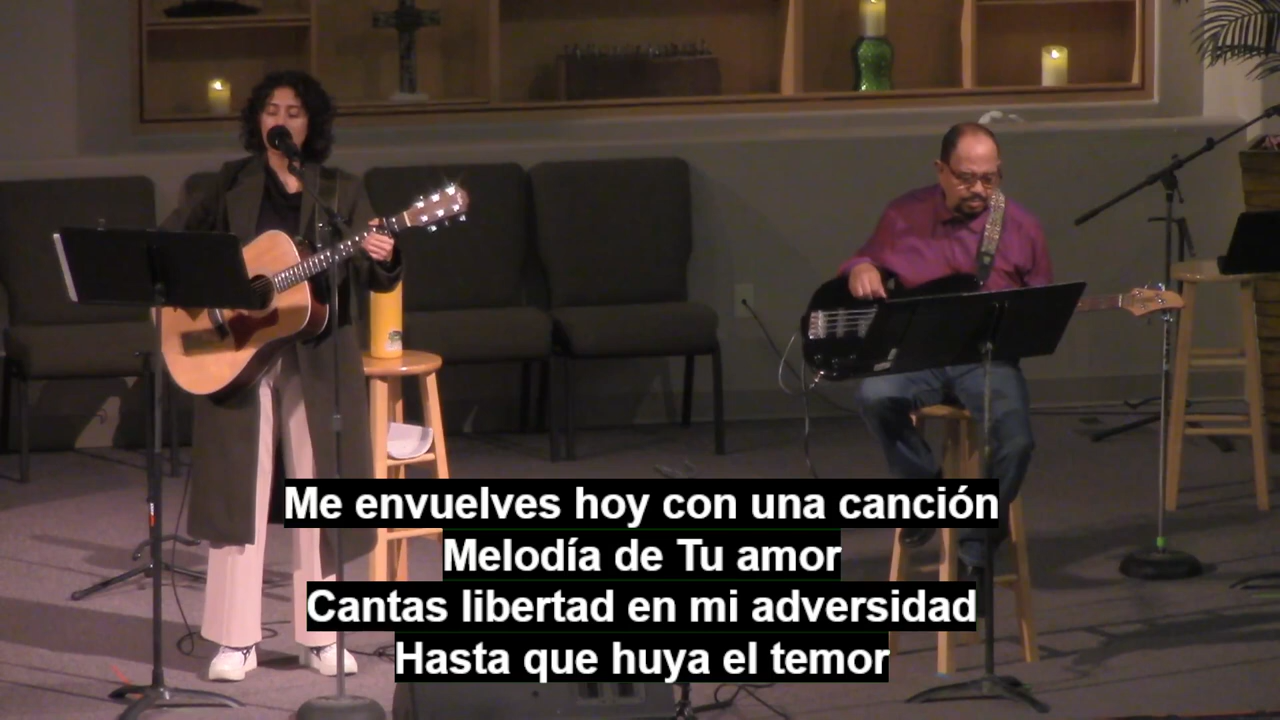 Me envuelves hoy con una canción
Melodía de Tu amor
Cantas libertad en mi adversidad
Hasta que huya el temor